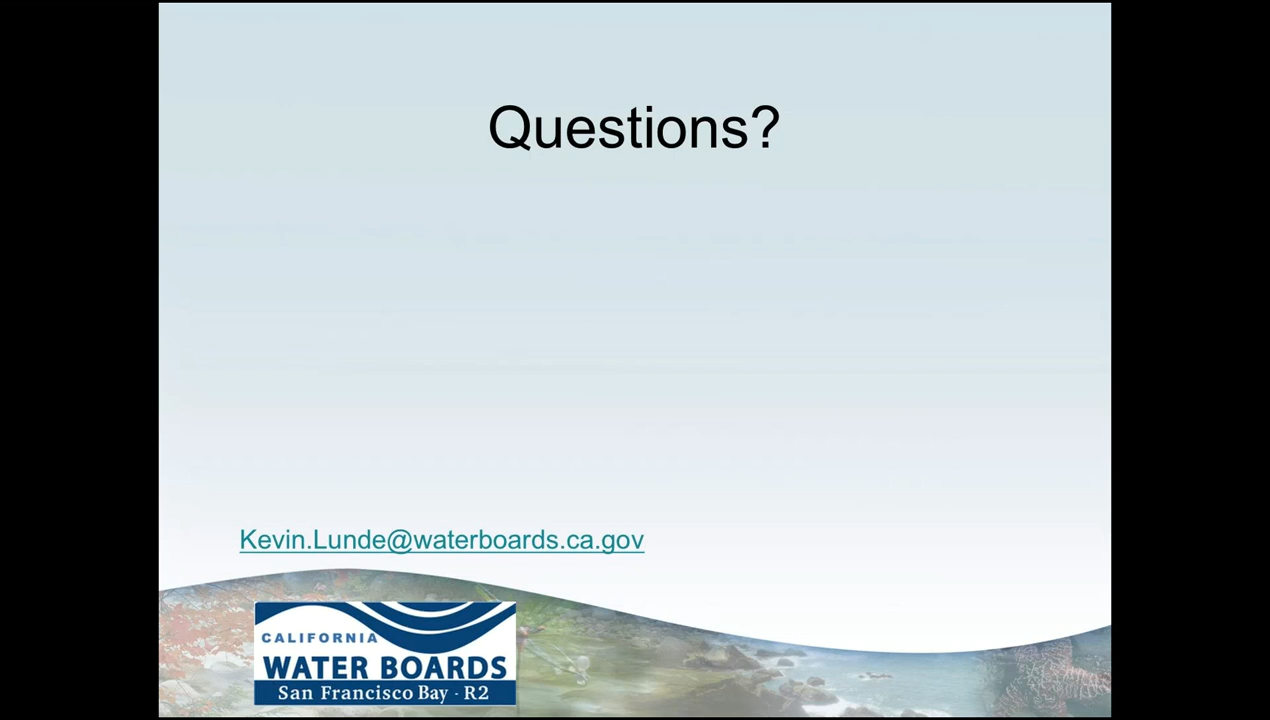 Questions?
Kevin.Lunde@waterboards.ca.gov
CALIFORNIA
WATER BOARDS
San Francisco Bay - R2